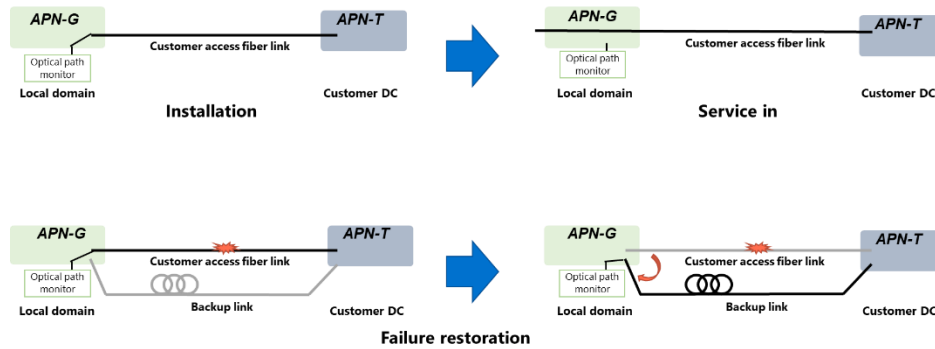 APN-G
APN-T
Customer access fiber link
Optical path
monitor
Local domain
Customer DC
Installation
APN-G
APN-T
Customer access fiber link
Optical path
monitor
Local domain
Customer DC
Service in
APN-G
APN-T
Customer access fiber link
Optical path
monitor
Backup link
Local domain
Customer DC
APN-G
APN-T
Customer access fiber link
Optical path
monitor
Backup link
Local domain
Customer DC
Failure restoration